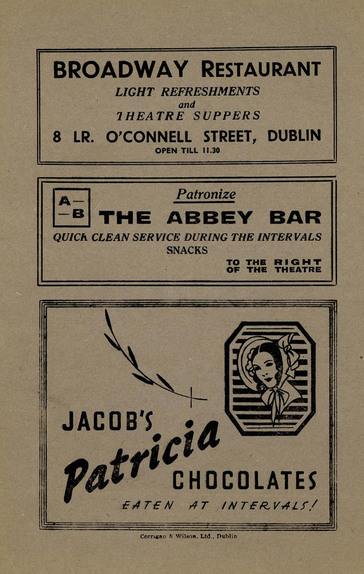 BROADWAY RESTAURANT
LIGHT REFRESHMENTS
and
THEATRE SUPPERS
8 LR. O'CONNELL STREET, DUBLIN
OPEN TILL 11.30
A–
–B
Patronize
THE ABBEY BAR
QUICK CLEAN SERVICE DURING THE INTERVALS
SNACKS
TO THE RIGHT
OF THE THEATRE
JACOB'S
Patricia
CHOCOLATES
EATEN AT INTERVALS!
Corrigan & Wilson, Ltd., Dublin